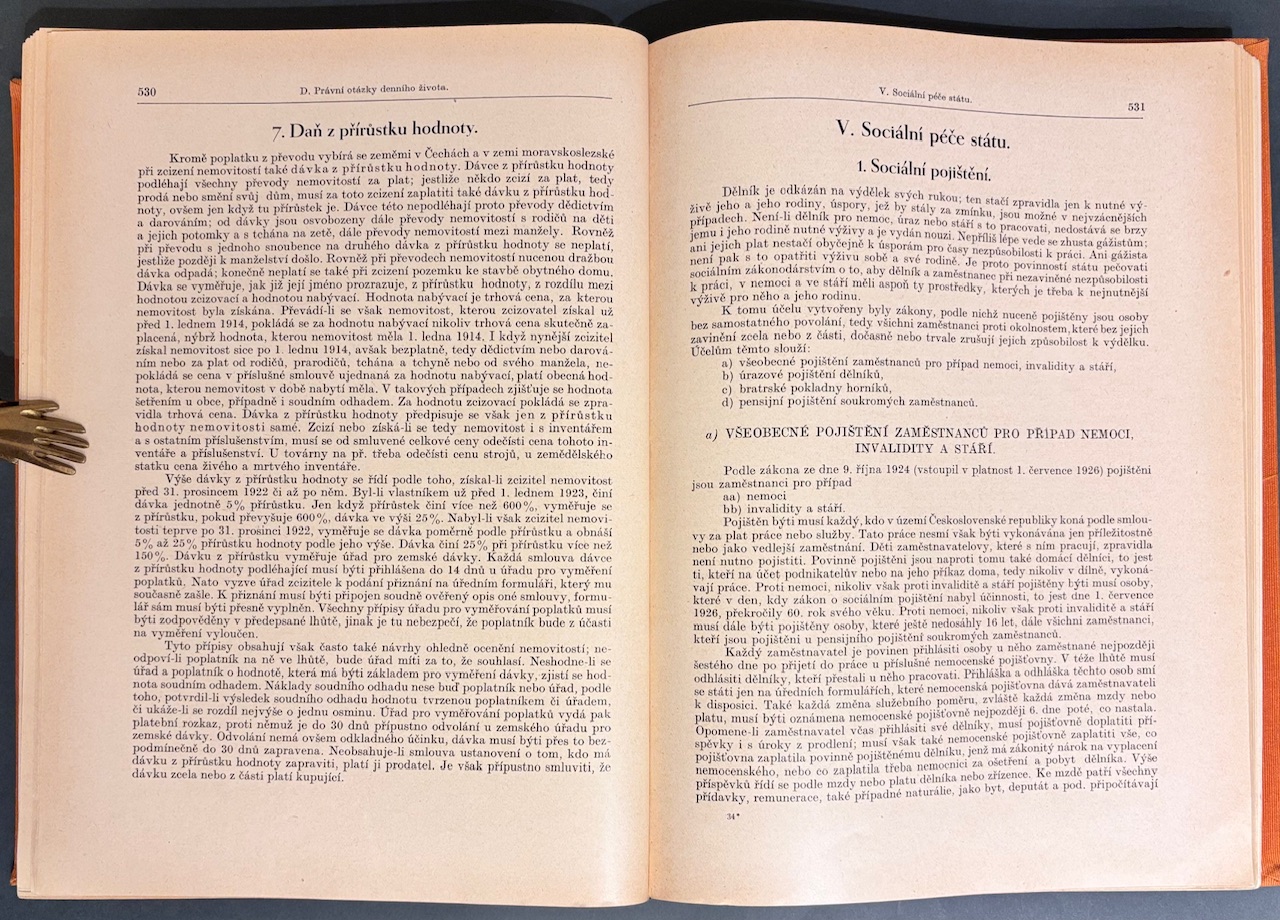 530
D. Právní otázky denního života.
7. Daň z přírůstku hodnoty.
Kromě poplatku z převodu vybírá se zeměmi v Čechách a v zemi moravskoslezské
při zcizení nemovitostí také dávka z přírůstku hodnoty. Dávce z přírůstku hodnoty
podléhají všechny převody nemovitostí za plat; jestliže někdo zcizí za plat, tedy
prodá nebo smění svůj dům, musí za toto zcizení zaplatiti také dávku z přírůstku hod-
noty, ovšem jen když tu přírůstek je. Dávce této nepodléhají proto převody dědictvím
a darováním; od dávky jsou osvobozeny dále převody nemovitostí s rodičů na děti
a jejich potomky a s tchána na zetě, dále převody nemovitostí mezi manžely. Rovněž
při převodu s jednoho snoubence na druhého dávka z přírůstku hodnoty se neplatí,
jestliže později k manželství došlo. Rovněž při převodech nemovitostí nucenou dražbou
dávka odpadá; konečně neplatí se také při zcizení pozemku ke stavbě obytného domu.
Dávka se vyměřuje, jak již její jméno prozrazuje, z přírůstku hodnoty, z rozdílu mezi
hodnotou zcizovací a hodnotou nabývací. Hodnota nabývací je trhová cena, za kterou
nemovitost byla získána. Převádí-li se však nemovitost, kterou zcizovatel získal už
před 1. lednem 1914, pokládá se za hodnotu nabývací nikoliv trhová cena skutečně za-
placená, nýbrž hodnota, kterou nemovitost měla 1. ledna 1914. I když nynější zcizitel
získal nemovitost sice po 1. lednu 1914, avšak bezplatně, tedy dědictvím nebo darová-
ním nebo za plat od rodičů, prarodičů, tchána a tchyně nebo od svého manžela, ne-
pokládá se cena v příslušné smlouvě ujednaná za hodnotu nabývací, platí obecná hod-
nota, kterou nemovitost v době nabytí měla. V takových případech zjišťuje se hodnota
šetřením u obce, případně i soudním odhadem. Za hodnotu zcizovací pokládá se zpra-
vidla trhová cena. Dávka z přírůstku hodnoty předpisuje se však jen z přírůstku
hodnoty nemovitosti samé. Zcizí nebo získá-li se tedy nemovitost i s inventářem
a s ostatním příslušenstvím, musí se od smluvené celkové ceny odečísti cena tohoto in-
ventáře a příslušenství. U továrny na př. třeba odečísti cenu strojů, u zemědělského
statku cena živého a mrtvého inventáře.
Výše dávky z přírůstku hodnoty se řídí podle toho, získal-li zcizitel nemovitost
před 31. prosincem 1922 či až po něm. Byl-li vlastníkem už před 1. lednem 1923, činí
dávka jednotně 5% přírůstku. Jen když přírůstek činí více než 600%, vyměřuje se
z přírůstku, pokud převyšuje 600%, dávka ve výši 25%. Nabyl-li však zcizitel nemovi-
tosti teprve po 31. prosinci 1922, vyměřuje se dávka poměrně podle přírůstku a obnáší
5% až 25% přírůstku hodnoty podle jeho výše. Dávka činí 25% při přírůstku více než
150%. Dávku z přírůstku vyměřuje úřad pro zemské dávky. Každá smlouva dávce
z přírůstku hodnoty podléhající musí být přihlášena do 14 dnů u úřadu pro vyměření
poplatků. Nato vyzve úřad zcizitele k podání přiznání na úředním formuláři, který mu
současně zašle. K přiznání musí být připojen soudně ověřený opis oné smlouvy, formu-
lář sám musí býti přesně vyplněn. Všechny přípisy úřadu pro vyměřování poplatků musí
býti zodpověděny v předepsané lhůtě, jinak je tu nebezpečí, že poplatník bude z účasti
na vyměření vyloučen.
Tyto přípisy obsahují však často také návrhy ohledně ocenění nemovitostí; ne-
odpoví-li poplatník na ně ve lhůtě, bude úřad míti za to, že souhlasí. Neshodne-li se
úřad a poplatník o hodnotě, která má býti základem pro vyměření dávky, zjistí se hod-
nota soudním odhadem. Náklady soudního odhadu nese buď poplatník nebo úřad, podle
toho, potvrdil-li výsledek soudního odhadu hodnotu tvrzenou poplatníkem či úřadem,
či ukáže-li se rozdíl nejvýše o jednu osminu. Úřad pro vyměřování poplatků vydá pak
platební rozkaz, proti němuž je do 30 dnů přípustno odvolání u zemského úřadu pro
zemské dávky. Odvolání nemá ovšem odkladného účinku, dávka musí býti přes to bez-
podmínečně do 30 dnů zapravena. Neobsahuje-li smlouva ustanovení o tom, kdo má
dávku z přírůstku hodnoty zapraviti, platí ji prodatel. Je však přípustno smluviti, že
dávku zcela nebo z části platí kupující.
V. Sociální péče státu.
531
V. Sociální péče státu.
1. Sociální pojištění.
Dělník je odkázán na výdělek svých rukou; ten stačí zpravidla jen k nutné vý-
živě jeho a jeho rodiny, úspory, jež by stály za zmínku, jsou možné v nejvzácnějších
případech. Není-li dělník pro nemoc, úraz nebo stáří s to pracovati, nedostává se brzy
jemu i jeho rodině nutné výživy a je vydán nouzi. Nepříliš lépe vede se zhusta gážistům;
ani jejich plat nestačí obyčejně k úsporám pro časy nezpůsobilosti k práci. Ani gážista
není pak s to opatřiti výživu sobě a své rodině. Je proto povinností státu pečovati
sociálním zákonodárstvím o to, aby dělník a zaměstnanec při nezaviněné nezpůsobilosti
k práci, v nemoci a ve stáří měli aspoň ty prostředky, kterých je třeba k nejnutnější
výživě pro něho a jeho rodinu.
K tomu účelu vytvořeny byly zákony, podle nichž nuceně pojištěny jsou osoby
bez samostatného povolání, tedy všichni zaměstnanci proti okolnostem, které bez jejich
zavinění zcela nebo z části, dočasně nebo trvale zrušují jejich způsobilost k výdělku.
Účelům těmto slouží:
a) všeobecné pojištění zaměstnanců pro případ nemoci, invalidity a stáří,
b) úrazové pojištění dělníků,
c) bratrské pokladny horníků,
d) pensijní pojištění soukromých zaměstnanců.
a) VŠEOBECNÉ POJIŠTĚNÍ ZAMĚSTNANCŮ PRO PŘÍPAD NEMOCI,
INVALIDITY A STÁŘÍ.
Podle zákona ze dne 9. října 1924 (vstoupil v platnost 1. července 1926) pojištěni
jsou zaměstnanci pro případ
aa) nemoci
bb) invalidity a stáří.
Pojištěn býti musí každý, kdo v území Československé republiky koná podle smlou-
vy za plat práce nebo služby. Tato práce nesmí však býti vykonávána jen příležitostně
nebo jako vedlejší zaměstnání. Děti zaměstnavatelovy, které s ním pracují, zpravidla
není nutno pojistiti. Povinně pojištěni jsou naproti tomu také domácí dělníci, to jest
ti, kteří na účet podnikatelův nebo na jeho příkaz doma, tedy nikoliv v dílně, vykoná-
vají práce. Proti nemoci, nikoliv však proti invaliditě a stáří pojištěny býti musí osoby,
které v den, kdy zákon o sociálním pojištění nabyl účinnosti, to jest dne 1. července
1926, překročily 60. rok svého věku. Proti nemoci, nikoliv však proti invaliditě a stáří
musí dále býti pojištěny osoby, které ještě nedosáhly 16 let, dále všichni zaměstnanci,
kteří jsou pojištěni u pensijního pojištění soukromých zaměstnanců.
Každý zaměstnavatel je povinen přihlásiti osoby u něho zaměstnané nejpozději
šestého dne po přijetí do práce u příslušné nemocenské pojišťovny. V téže lhůtě musí
odhlásiti dělníky, kteří přestali u něho pracovati. Přihláška a odhláška těchto osob smí
se státi jen na úředních formulářích, které nemocenská pojišťovna dává zaměstnavateli
k disposici. Také každá změna služebního poměru, zvláště každá změna mzdy nebo
platu, musí býti oznámena nemocenské pojišťovně nejpozději 6. dne poté, co nastala.
Opomene-li zaměstnavatel včas přihlásiti své dělníky, musí pojišťovně doplatiti pří-
spěvky i s úroky z prodlení; musí však také nemocenské pojišťovně zaplatiti vše, co
pojišťovna zaplatila povinně pojištěnému dělníku, jenž má zákonitý nárok na vyplacení
nemocenského, nebo co zaplatila třeba nemocnici za ošetření a pobyt dělníka. Výše
příspěvků řídí se podle mzdy nebo platu dělníka nebo zřízence. Ke mzdě patří všechny
přídavky, remunerace, také případné naturálie, jako byt, deputát a pod. připočítávají
34*